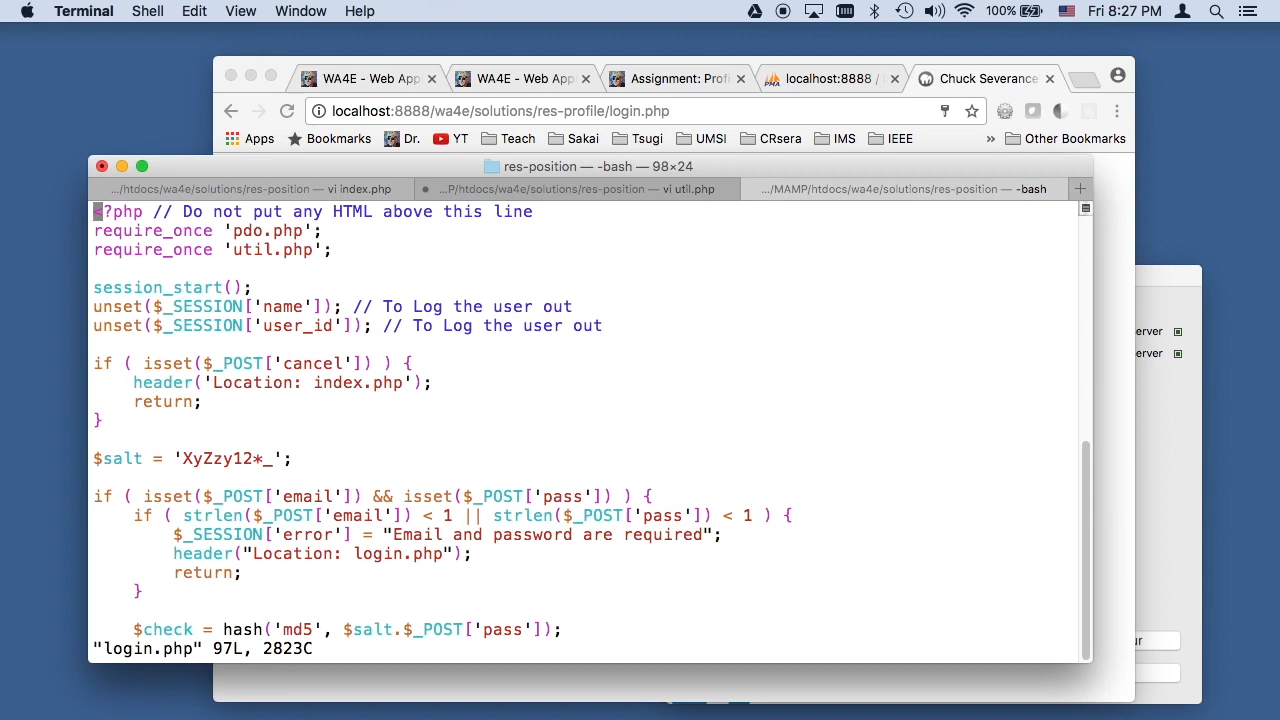 Terminal Shell Edit View Window Help 100% Fri 8:27 PM
WA4E - Web App WA4E - Web App Assignment: Profi localhost:8888 / Chuck Severance
localhost:8888/wa4e/solutions/res-profile/login.php
Apps Bookmarks Dr. YT Teach Sakai Tsugi UMSI CRsera IMS IEEE » Other Bookmarks
res-position — -bash — 98×24
.../htdocs/wa4e/solutions/res-position — vi index.php ...P/htdocs/wa4e/solutions/res-position — vi util.php .../MAMP/htdocs/wa4e/solutions/res-position — -bash
<?php // Do not put any HTML above this line
require_once 'pdo.php';
require_once 'util.php';
session_start();
unset($_SESSION['name']); // To Log the user out
unset($_SESSION['user_id']); // To Log the user out
if ( isset($_POST['cancel']) ) {
header('Location: index.php');
return;
}
$salt = 'XyZzy12*_';
if ( isset($_POST['email']) && isset($_POST['pass']) ) {
if ( strlen($_POST['email']) < 1 || strlen($_POST['pass']) < 1 ) {
$_SESSION['error'] = "Email and password are required";
header("Location: login.php");
return;
}
$check = hash('md5', $salt.$_POST['pass']);
"login.php" 97L, 2823C
erver
erver
ur